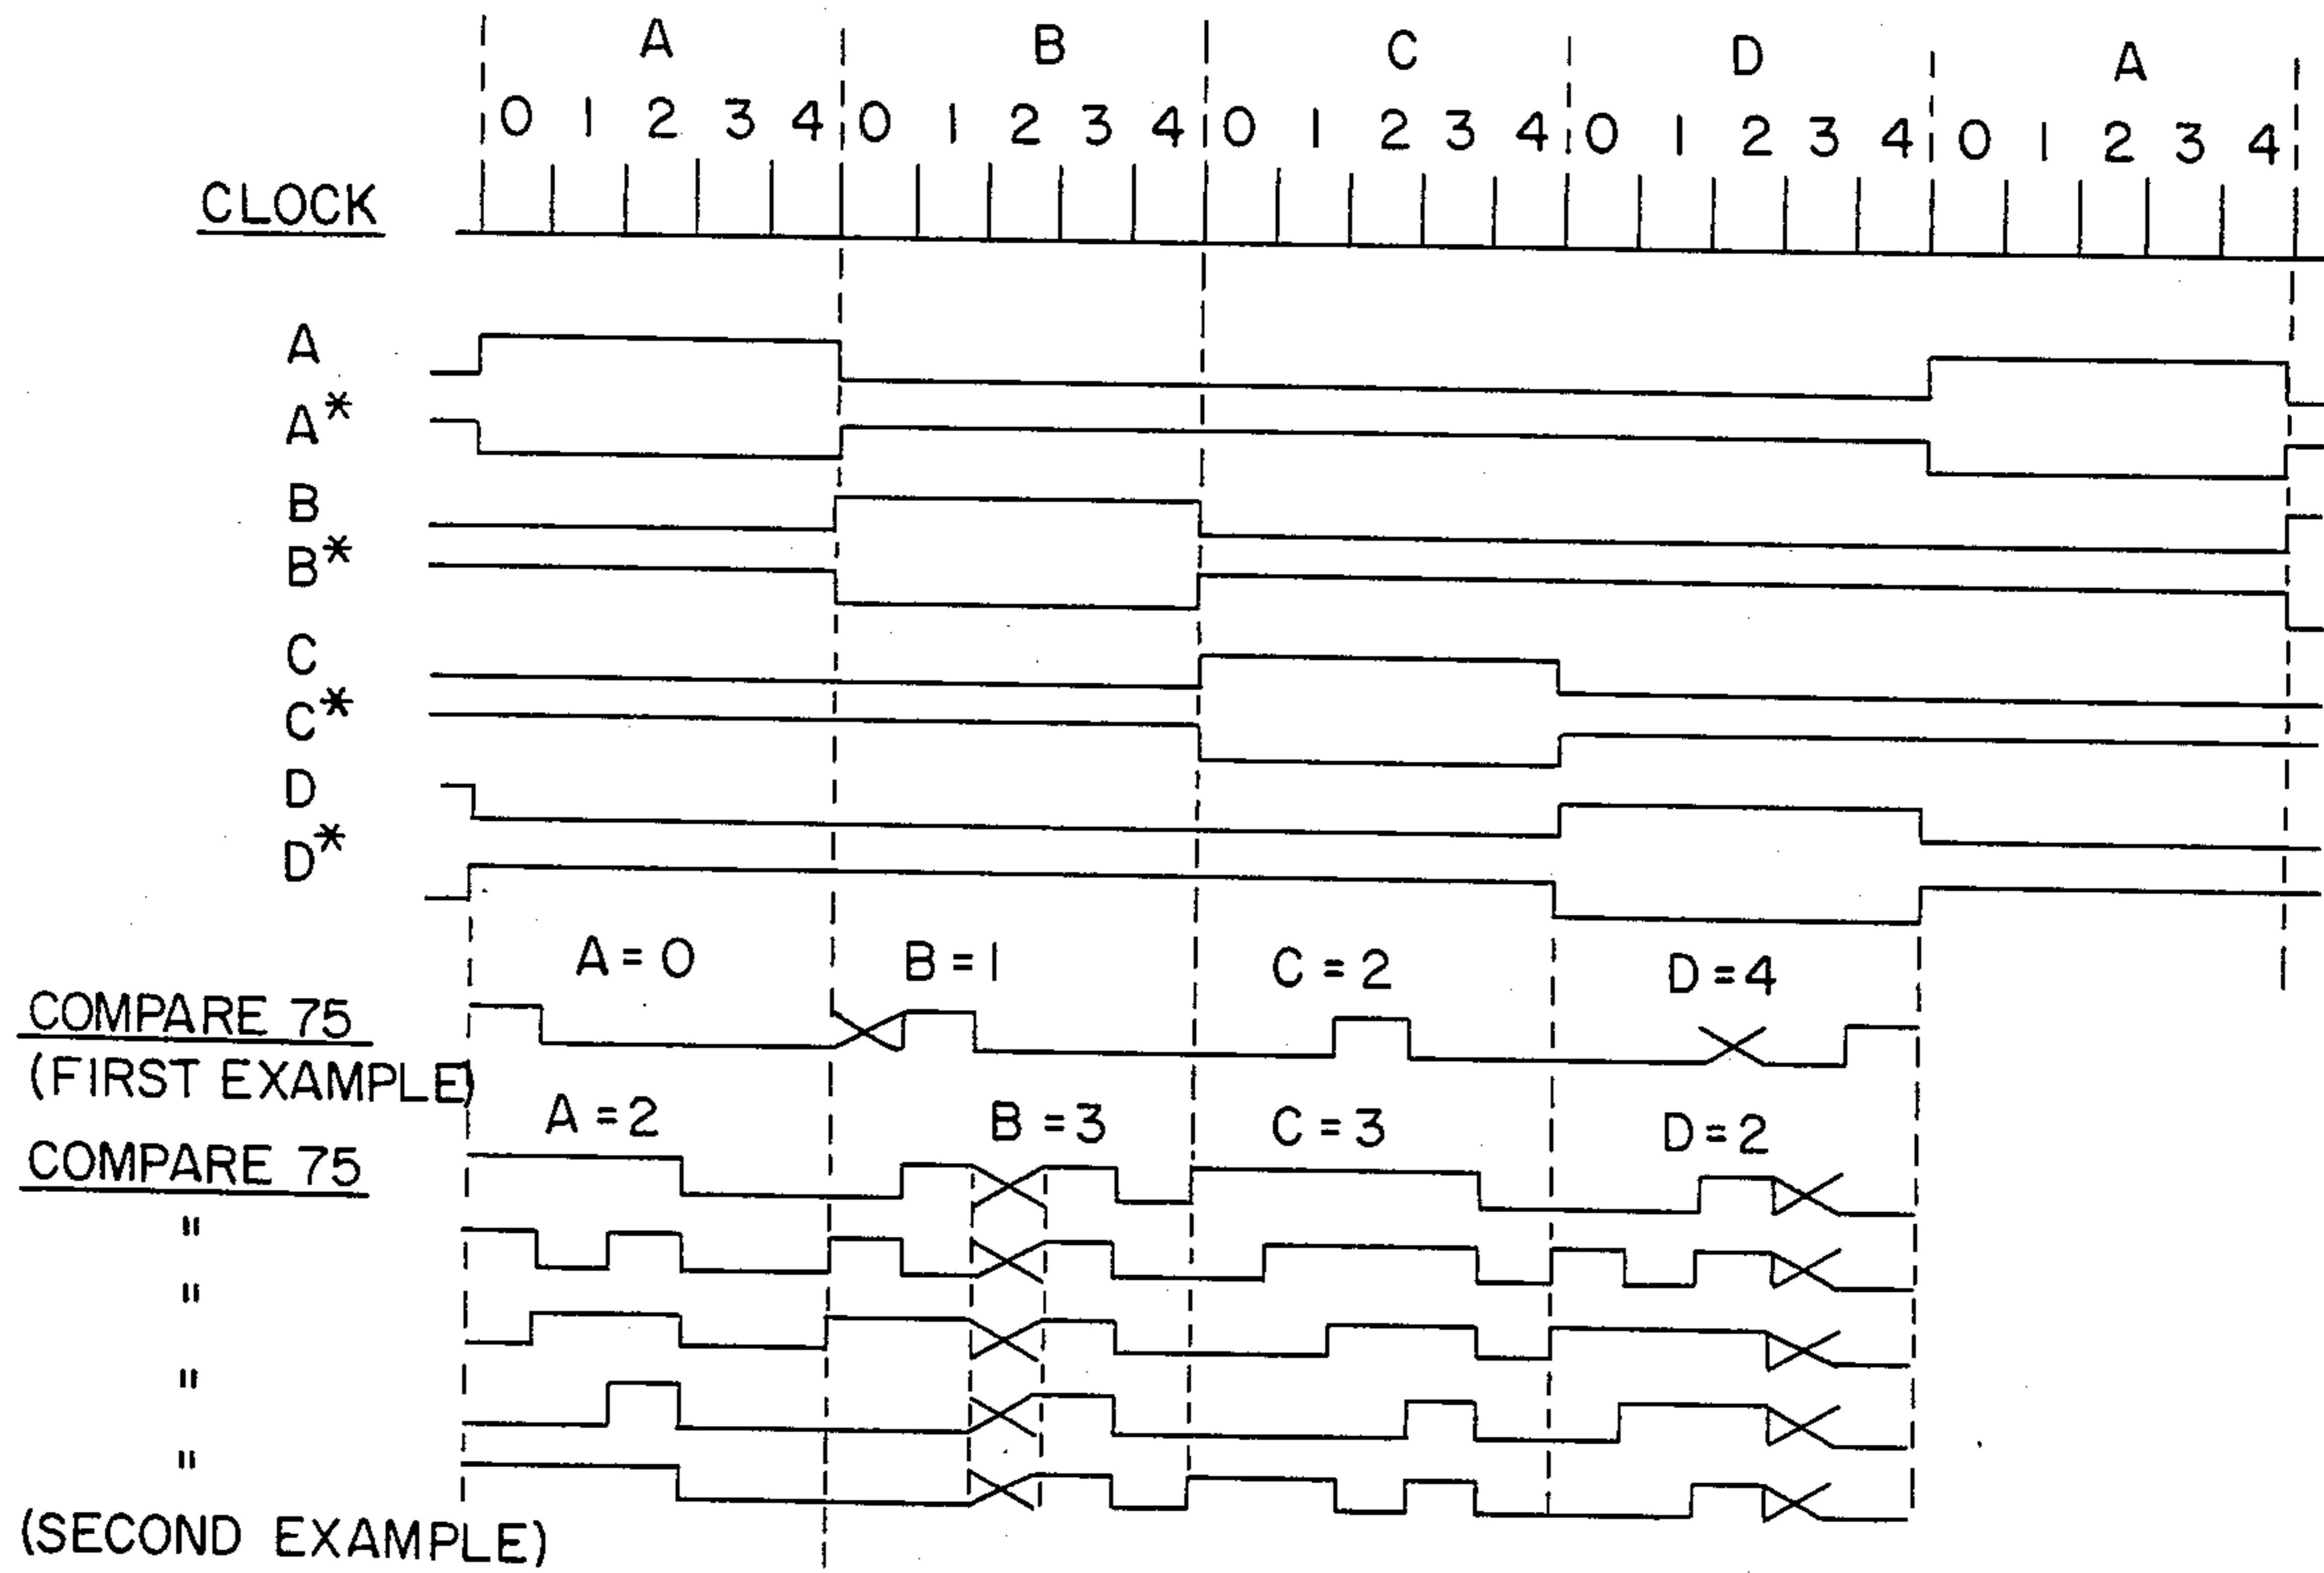 A B C D A
0 1 2 3 4 0 1 2 3 4 0 1 2 3 4 0 1 2 3 4 0 1 2 3 4
CLOCK
A
A*
B
B*
C
C*
D
D*
A = 0 B = 1 C = 2 D = 4
COMPARE 75
(FIRST EXAMPLE)
A = 2 B = 3 C = 3 D = 2
COMPARE 75
"
"
"
"
(SECOND EXAMPLE)